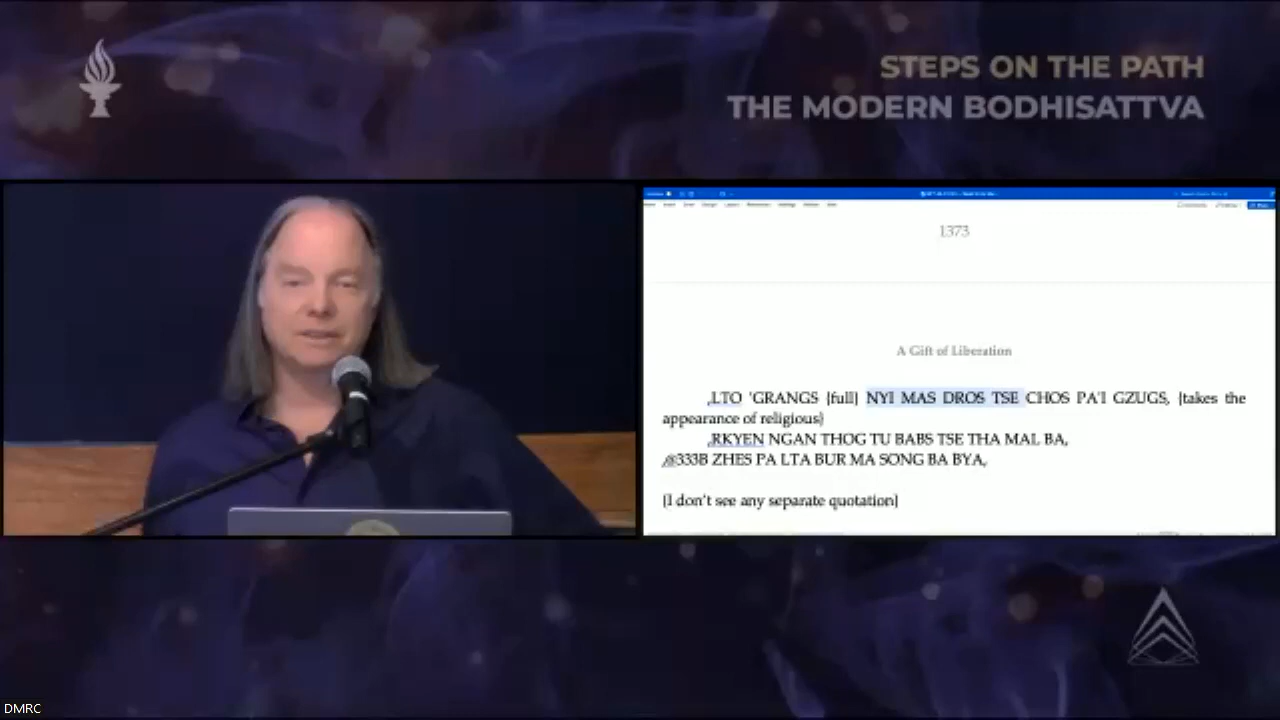 STEPS ON THE PATH
THE MODERN BODHISATTVA
1373
A Gift of Liberation
,LTO 'GRANGS {full} NYI MAS DROS TSE CHOS PA'I GZUGS, {takes the
appearance of religious}
,RKYEN NGAN THOG TU BABS TSE THA MAL BA,
@333B ZHES PA LTA BUR MA SONG BA BYA,
{I don't see any separate quotation}
DMRC